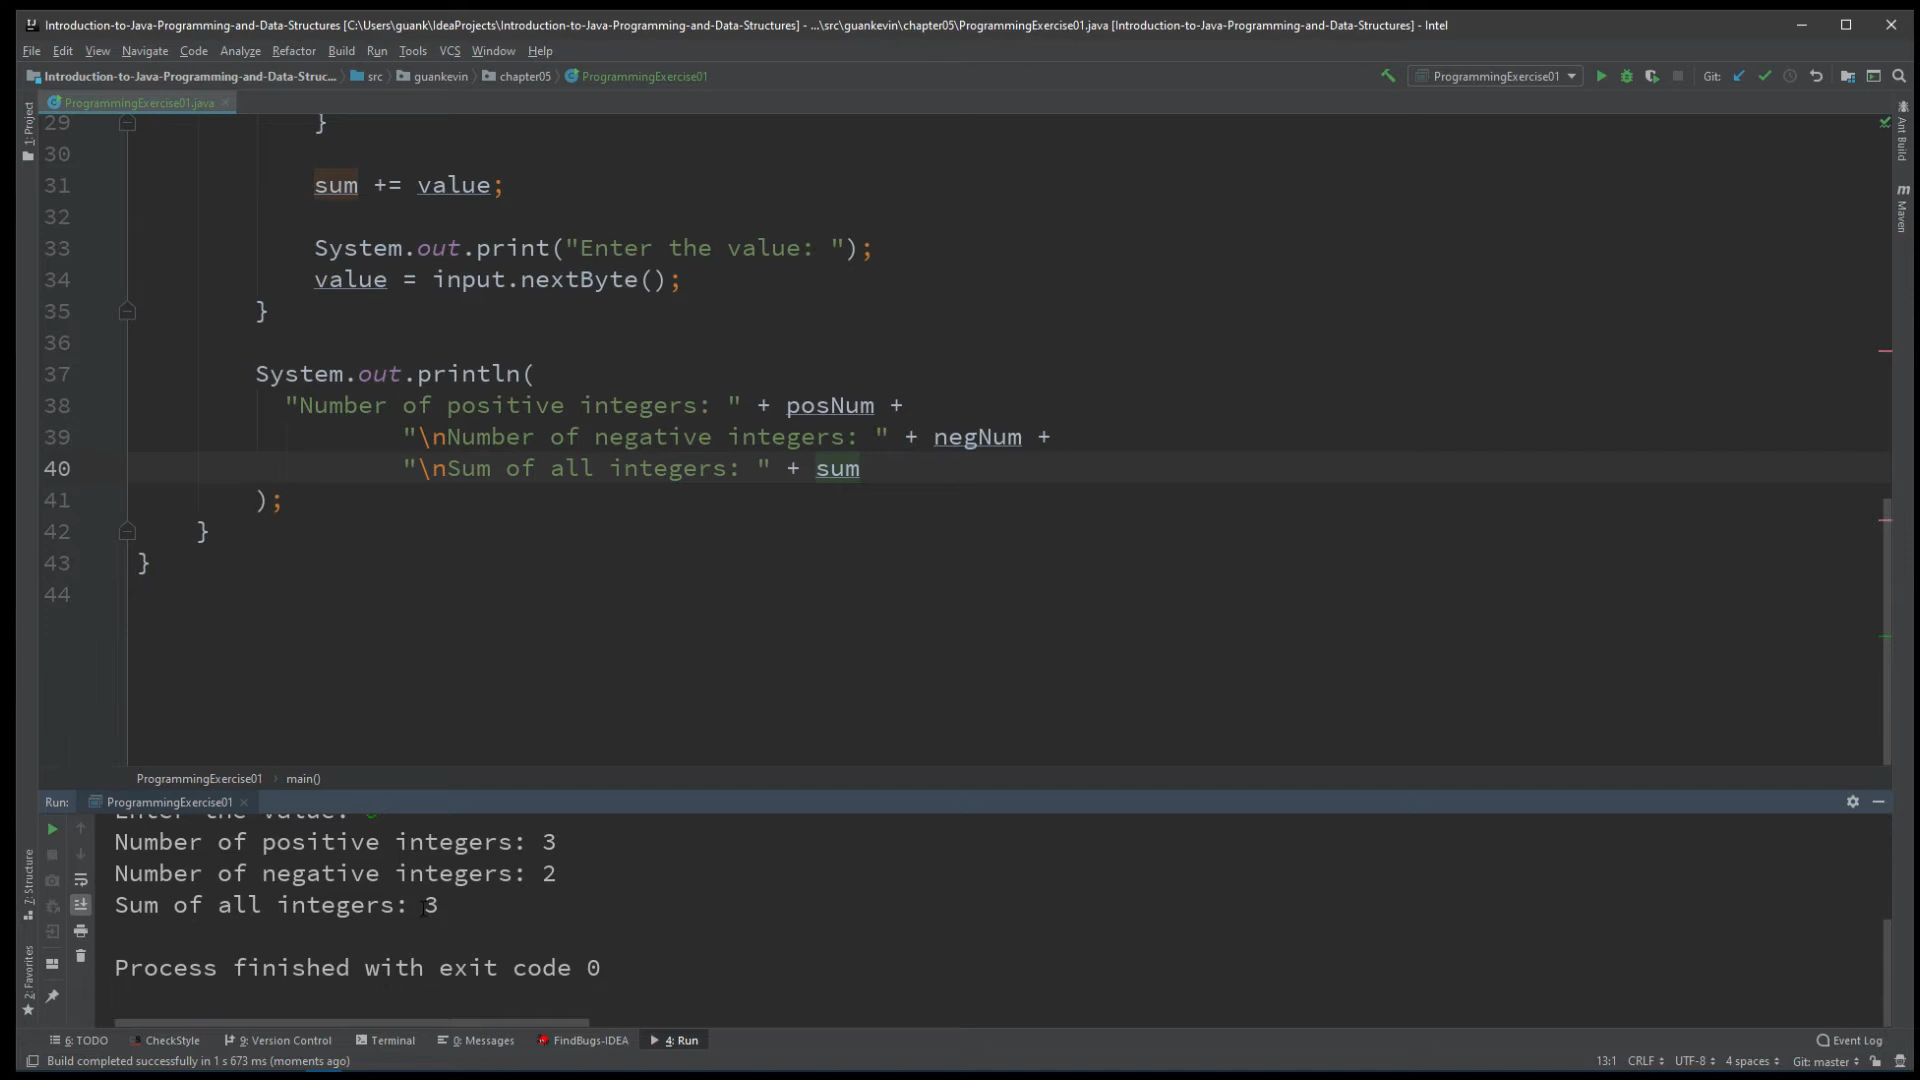 Introduction-to-Java-Programming-and-Data-Structures [C:\Users\guank\IdeaProjects\Introduction-to-Java-Programming-and-Data-Structures] - ...\src\guankevin\chapter05\ProgrammingExercise01.java [Introduction-to-Java-Programming-and-Data-Structures] - Intel
File Edit View Navigate Code Analyze Refactor Build Run Tools VCS Window Help
Introduction-to-Java-Programming-and-Data-Struc... src guankevin chapter05 ProgrammingExercise01 ProgrammingExercise01 Git:
ProgrammingExercise01.java
1: Project
Ant Build
Maven
29 }
30
31 sum += value;
32
33 System.out.print("Enter the value: ");
34 value = input.nextByte();
35 }
36
37 System.out.println(
38 "Number of positive integers: " + posNum +
39 "\nNumber of negative integers: " + negNum +
40 "\nSum of all integers: " + sum
41 );
42 }
43 }
44
ProgrammingExercise01 main()
Run: ProgrammingExercise01
Enter the value:
Number of positive integers: 3
Number of negative integers: 2
Sum of all integers: 3
Process finished with exit code 0
7: Structure
2: Favorites
6: TODO CheckStyle 9: Version Control Terminal 0: Messages FindBugs-IDEA 4: Run Event Log
Build completed successfully in 1 s 673 ms (moments ago) 13:1 CRLF UTF-8 4 spaces Git: master